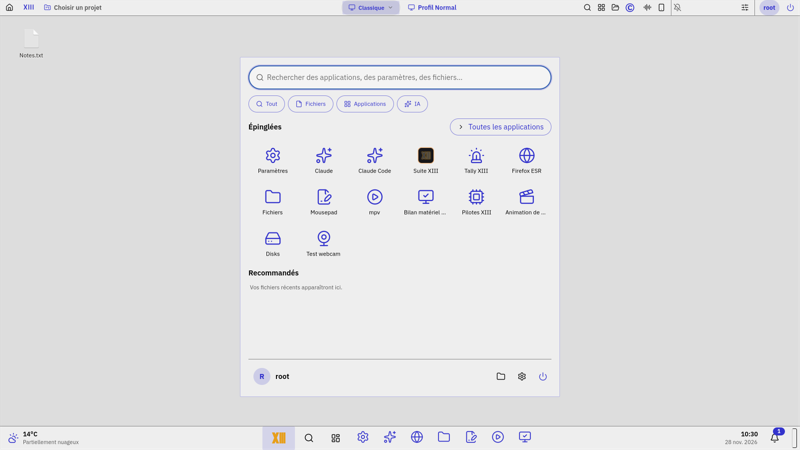 XIII
Choisir un projet
Classique
Profil Normal
root
Notes.txt
Rechercher des applications, des paramètres, des fichiers...
Tout
Fichiers
Applications
IA
Épinglées
Toutes les applications
Paramètres
Claude
Claude Code
Suite XIII
Tally XIII
Firefox ESR
Fichiers
Mousepad
mpv
Bilan matériel ...
Pilotes XIII
Animation de ...
Disks
Test webcam
Recommandés
Vos fichiers récents apparaîtront ici.
R
root
14°C
Partiellement nuageux
XIII
10:30
28 nov. 2026
1